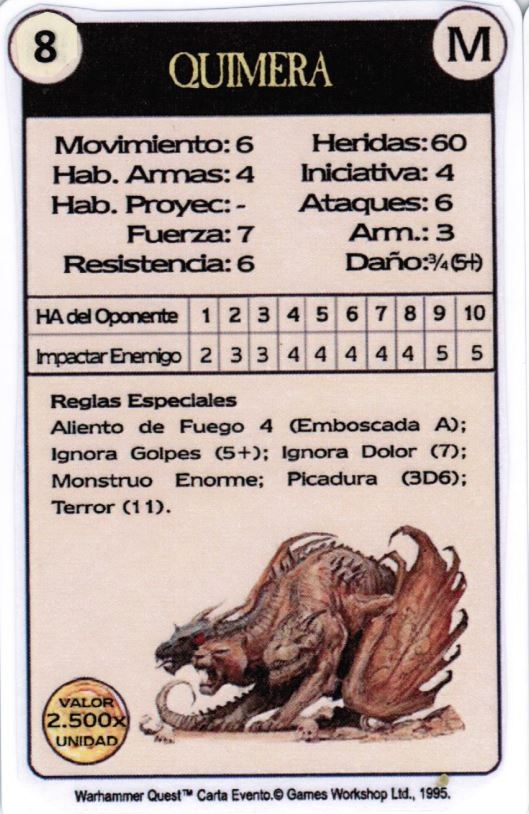 8
M
QUIMERA
Movimiento: 6 Heridas: 60
Hab. Armas: 4 Iniciativa: 4
Hab. Proyec: - Ataques: 6
Fuerza: 7 Arm.: 3
Resistencia: 6 Daño: ¾ (5+)
HA del Oponente 1 2 3 4 5 6 7 8 9 10
Impactar Enemigo 2 3 3 4 4 4 4 4 5 5
Reglas Especiales
Aliento de Fuego 4 (Emboscada A);
Ignora Golpes (5+); Ignora Dolor (7);
Monstruo Enorme; Picadura (3D6);
Terror (11).
VALOR
2.500x
UNIDAD
Warhammer Quest™ Carta Evento.© Games Workshop Ltd., 1995.